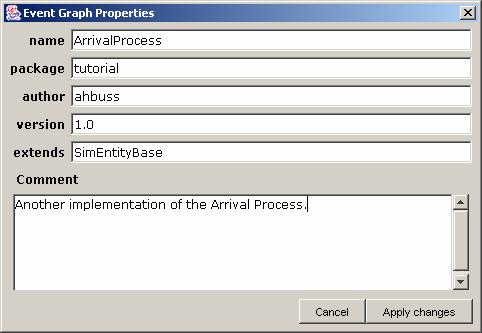 Event Graph Properties
name ArrivalProcess
package tutorial
author ahbuss
version 1.0
extends SimEntityBase
Comment
Another implementation of the Arrival Process.
Cancel Apply changes